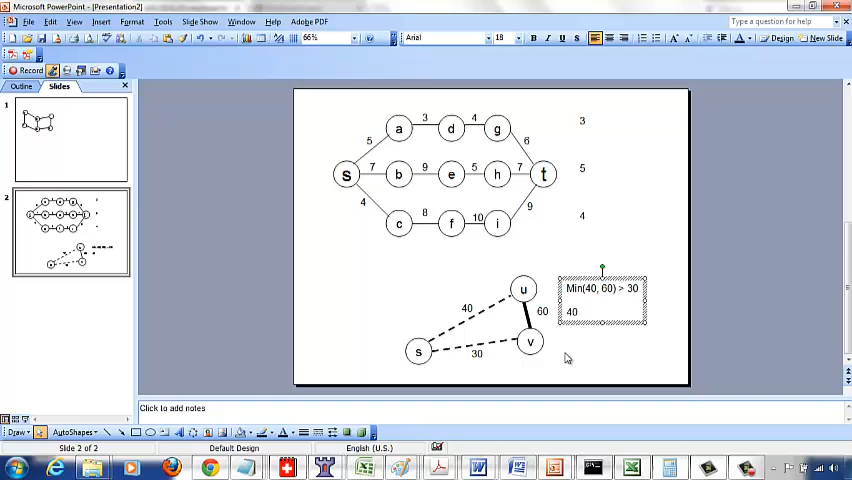 Microsoft PowerPoint - [Presentation2]
File Edit View Insert Format Tools Slide Show Window Help Adobe PDF
Type a question for help
66%
Arial
18
Design
New Slide
Record
Outline
Slides
1
2
a 3 d 4 g
3
5
6
s 7 b 9 e 5 h 7 t
5
4
9
4
c 8 f 10 i
u
40
60
s
30
v
Min(40, 60) > 30
40
Click to add notes
Draw
AutoShapes
Slide 2 of 2
Default Design
English (U.S.)